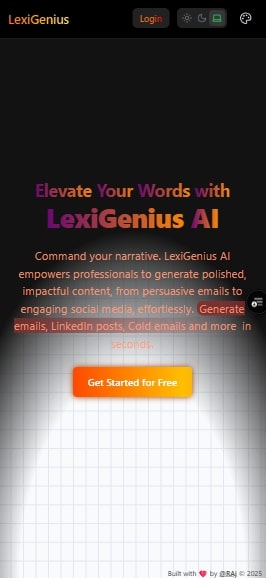 LexiGenius
Login
Elevate Your Words with
LexiGenius AI
Command your narrative. LexiGenius AI
empowers professionals to generate polished,
impactful content, from persuasive emails to
engaging social media, effortlessly. Generate
emails, LinkedIn posts, Cold emails and more in
seconds.
Get Started for Free
Built with ❤️ by @RAj © 2025